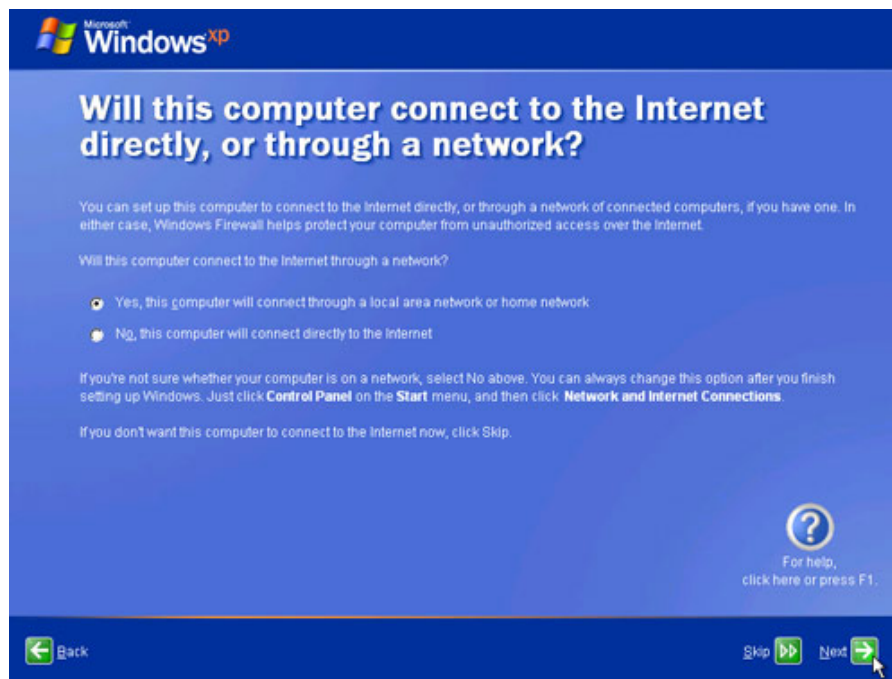 Microsoft
Windows xp
Will this computer connect to the Internet
directly, or through a network?
You can set up this computer to connect to the Internet directly, or through a network of connected computers, if you have one. In
either case, Windows Firewall helps protect your computer from unauthorized access over the Internet.
Will this computer connect to the Internet through a network?
Yes, this computer will connect through a local area network or home network
No, this computer will connect directly to the Internet
If you're not sure whether your computer is on a network, select No above. You can always change this option after you finish
setting up Windows. Just click Control Panel on the Start menu, and then click Network and Internet Connections.
If you don't want this computer to connect to the Internet now, click Skip.
For help,
click here or press F1.
Back
Skip
Next